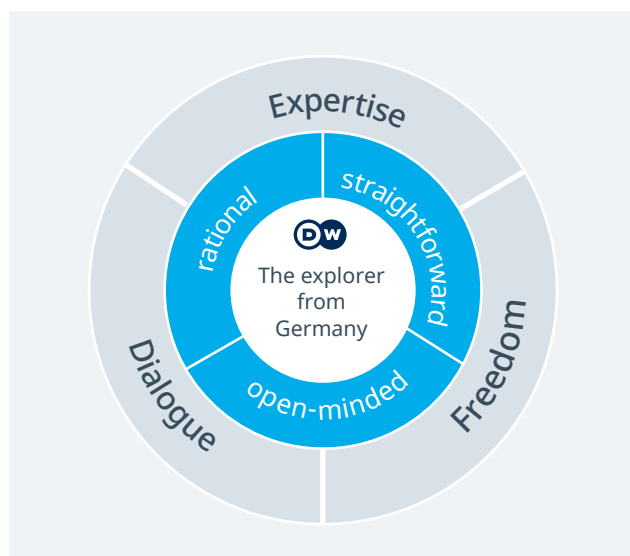 Expertise
rational
straightforward
DW
The explorer
from
Germany
open-minded
Dialogue
Freedom